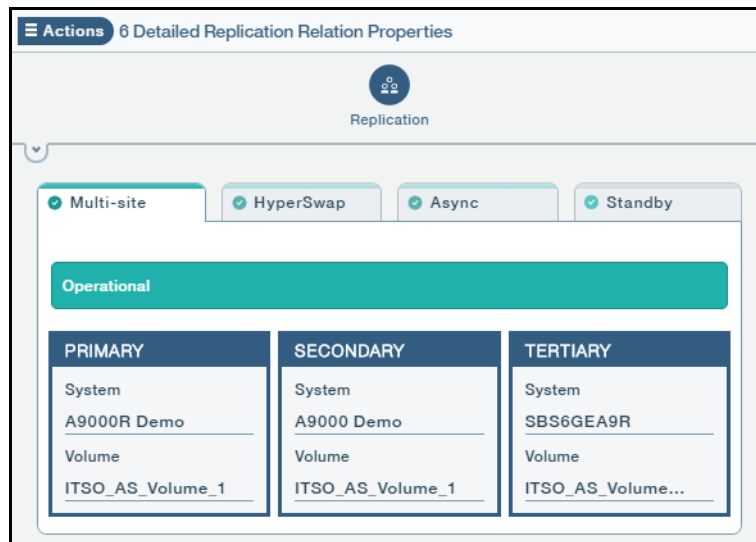 Actions 6 Detailed Replication Relation Properties
Replication
Multi-site HyperSwap Async Standby
Operational
PRIMARY SECONDARY TERTIARY
System System System
A9000R Demo A9000 Demo SBS6GEA9R
Volume Volume Volume
ITSO_AS_Volume_1 ITSO_AS_Volume_1 ITSO_AS_Volume...